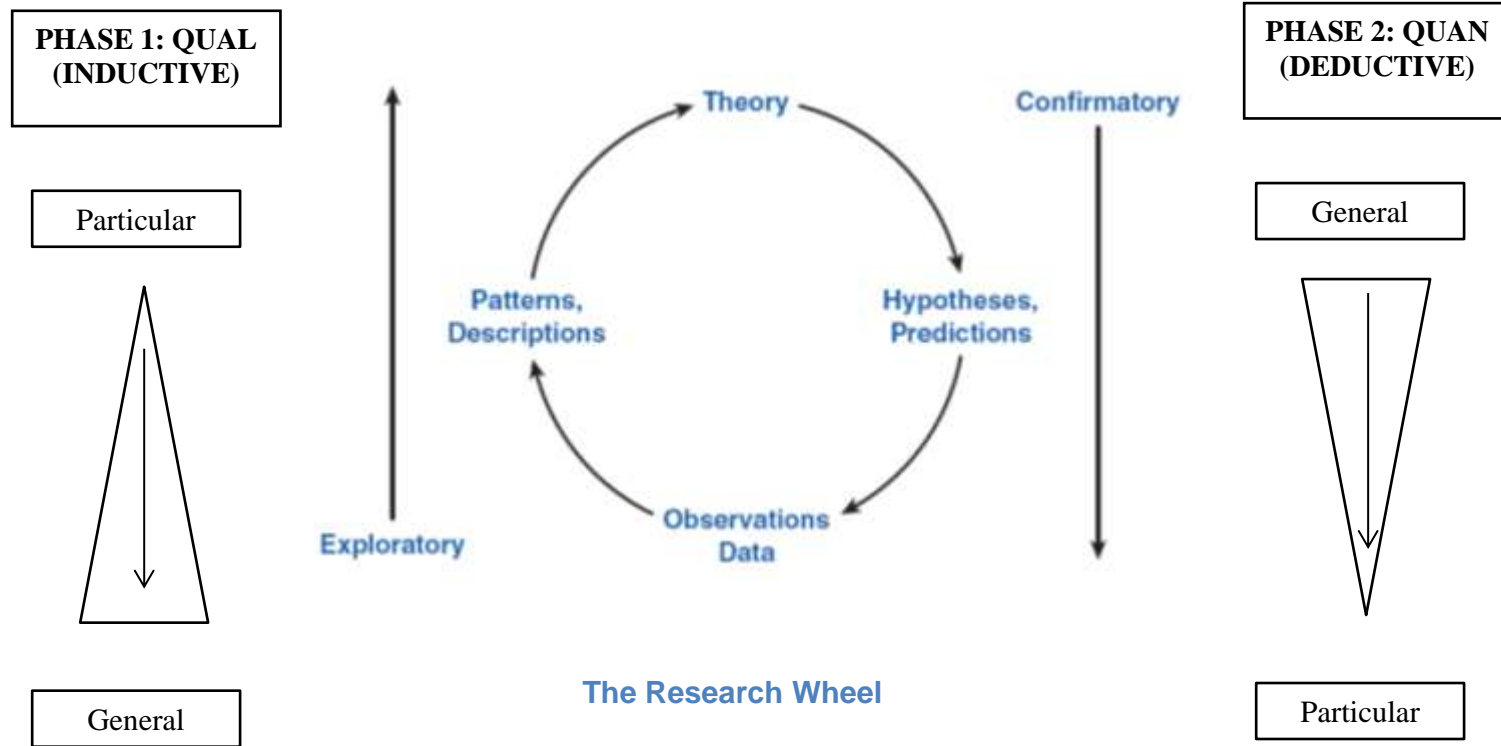 PHASE 1: QUAL
(INDUCTIVE)
PHASE 2: QUAN
(DEDUCTIVE)
Theory
Confirmatory
Particular
General
Patterns,
Descriptions
Hypotheses,
Predictions
Exploratory
Observations
Data
The Research Wheel
General
Particular